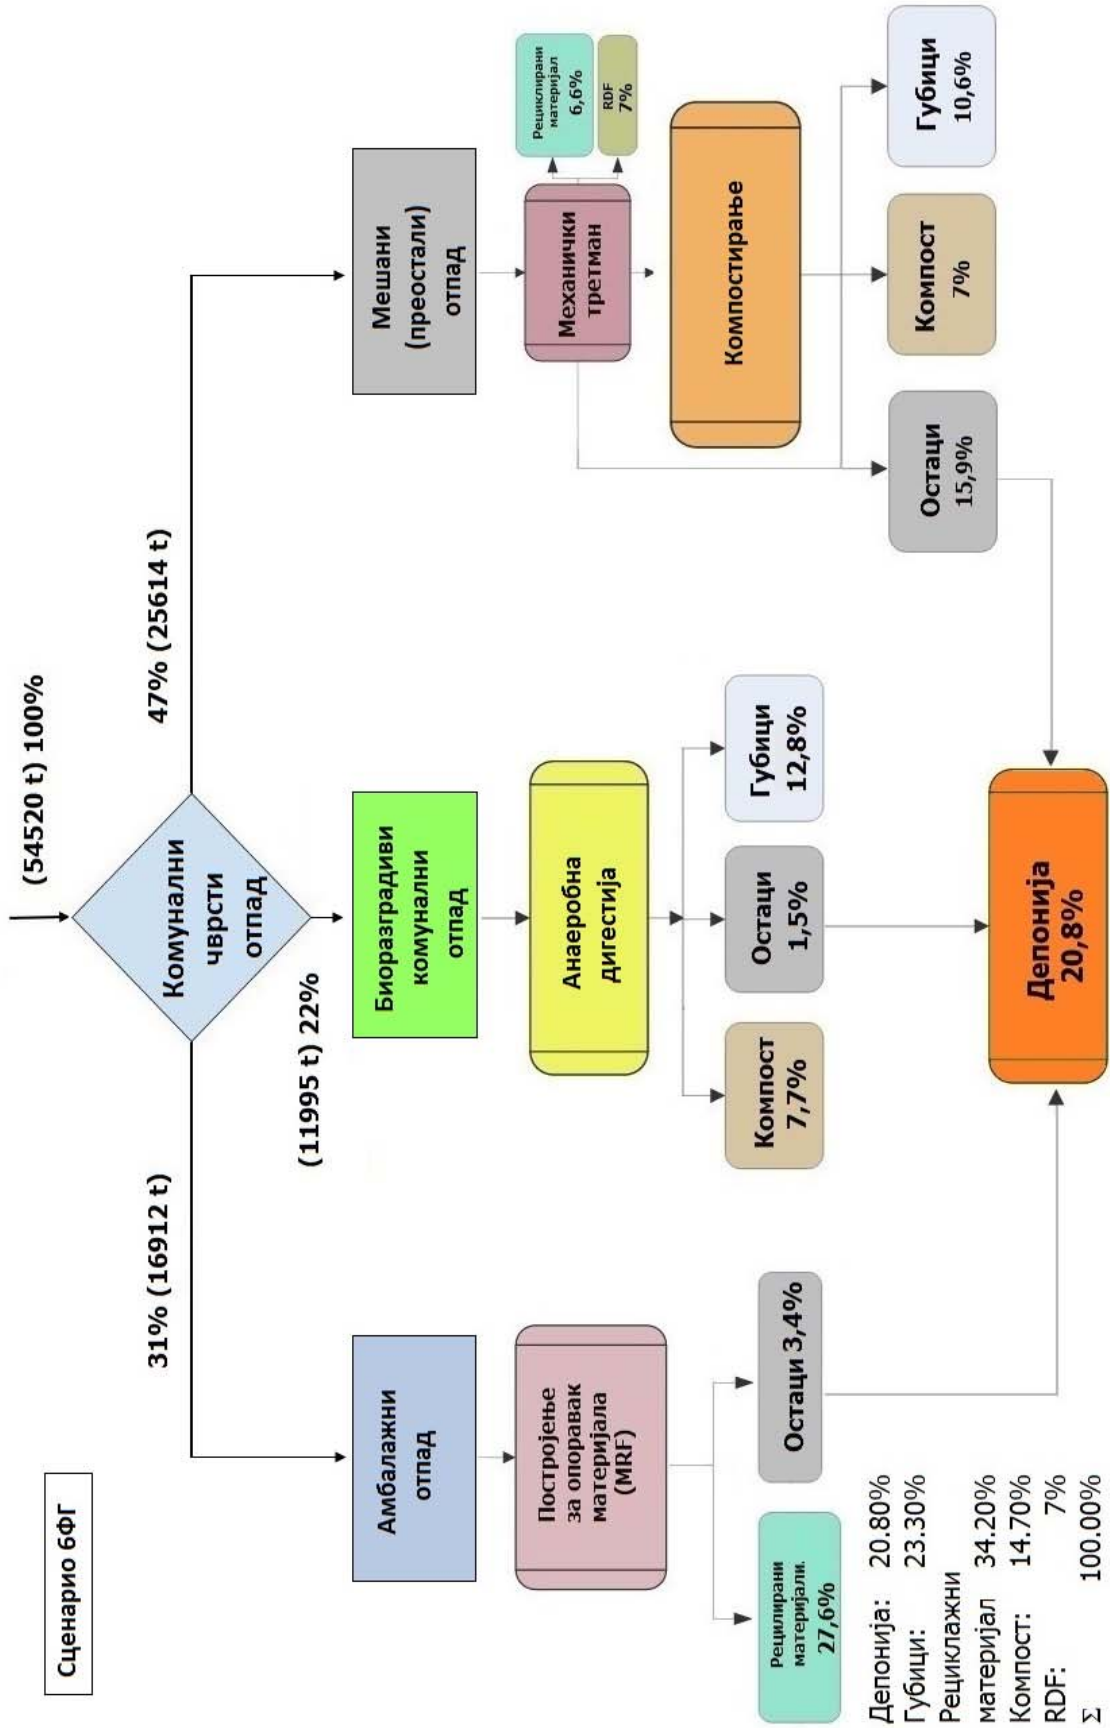 Сценарио 6ФГ
(54520 t) 100%
Комунални
чврсти
отпад
31% (16912 t)
(11995 t) 22%
47% (25614 t)
Амбалажни
отпад
Биоразградиви
комунални
отпад
Мешани
(преостали)
отпад
Постројење
за опоравак
материјала
(MRF)
Анаеробна
дигестија
Механички
третман
Рециклирани
материјал
6,6%
RDF
7%
Компостирање
Рецилирани
материјали.
27,6%
Остаци 3,4%
Компост
7,7%
Остаци
1,5%
Губици
12,8%
Остаци
15,9%
Компост
7%
Губици
10,6%
Депонија
20,8%
Депонија: 20.80%
Губици: 23.30%
Рециклажни
материјал 34.20%
Компост: 14.70%
RDF: 7%
Σ 100.00%